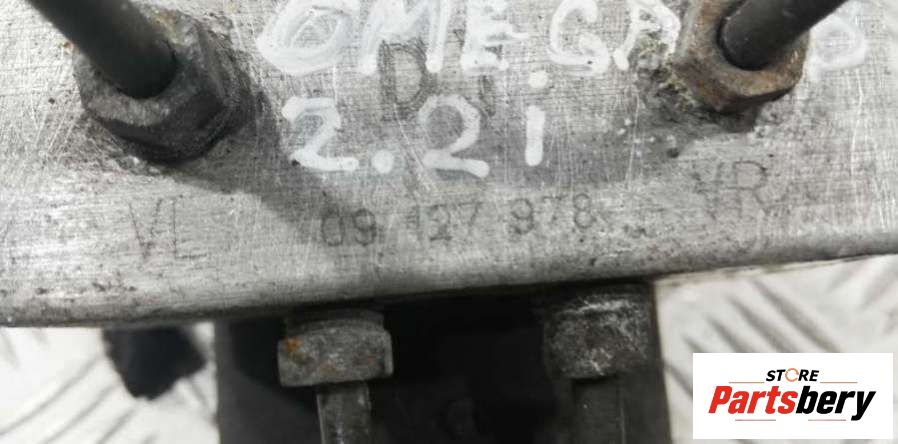 OMEGA B
2.2i
VL 09 127 978 VR
STORE
Partsbery